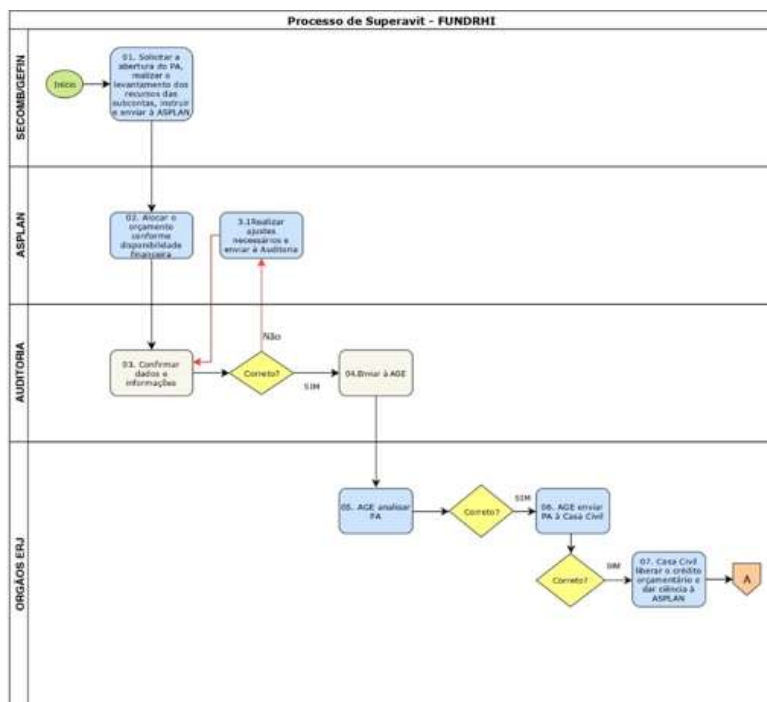 Processo de Superavit - FUNDRHI
SECOMB/GEFIN
Início
01. Solicitar a
abertura do PA,
realizar o
levantamento dos
recursos das
subcontas, instruir
e enviar à ASPLAN
ASPLAN
02. Alocar o
orçamento
conforme
disponibilidade
financeira
3.1Realizar
ajustes
necessários e
enviar à Auditoria
AUDITORIA
Não
03. Confirmar
dados e
informações
Correto?
SIM
04.Enviar à AGE
ORGÃOS ERJ
05. AGE analisar
PA
Correto?
SIM
06. AGE enviar
PA à Casa Civil
Correto?
SIM
07. Casa Civil
liberar o crédito
orçamentário e
dar ciência à
ASPLAN
A